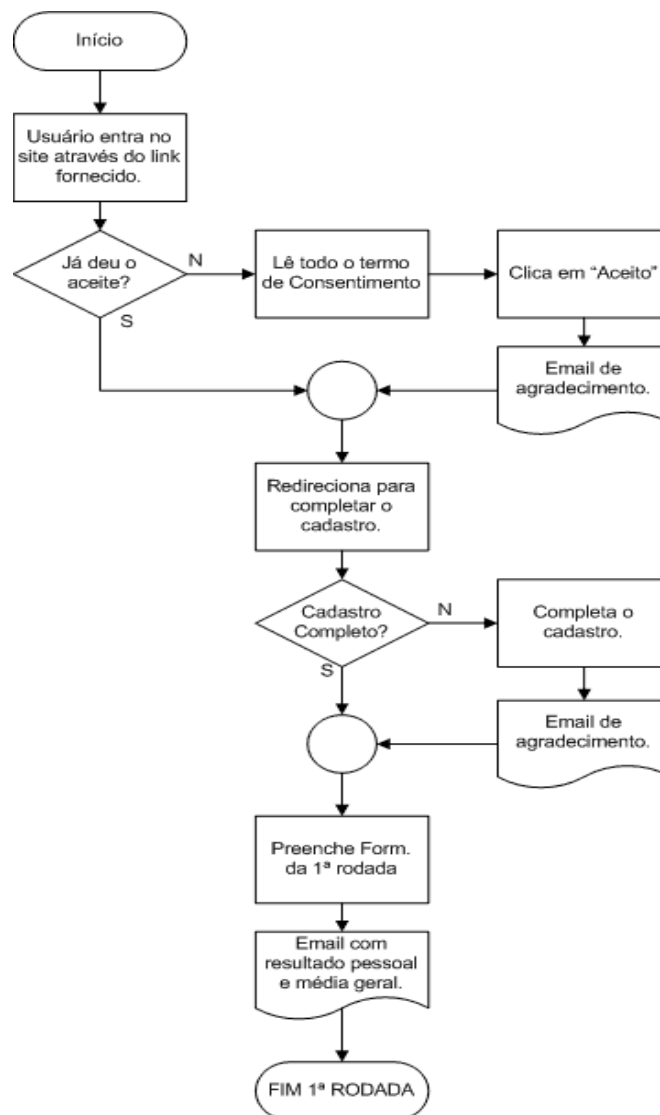 Início
Usuário entra no
site através do link
fornecido.
Já deu o
aceite?
N
S
Lê todo o termo
de Consentimento
Clica em “Aceito”
Email de
agradecimento.
Redireciona para
completar o
cadastro.
Cadastro
Completo?
N
S
Completa o
cadastro.
Email de
agradecimento.
Preenche Form.
da 1ª rodada
Email com
resultado pessoal
e média geral.
FIM 1ª RODADA